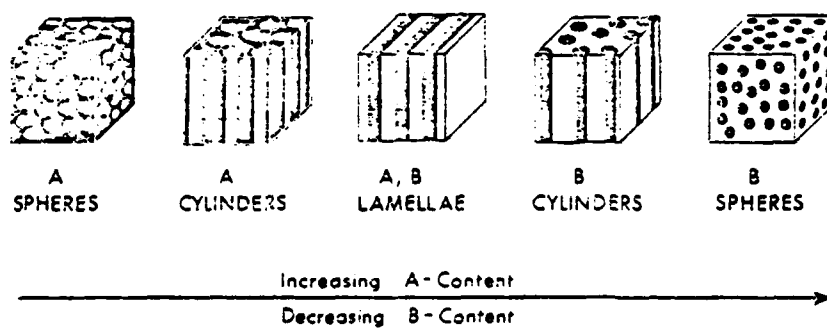 A A A, B B B
SPHERES CYLINDERS LAMELLAE CYLINDERS SPHERES
Increasing A-Content
Decreasing B-Content